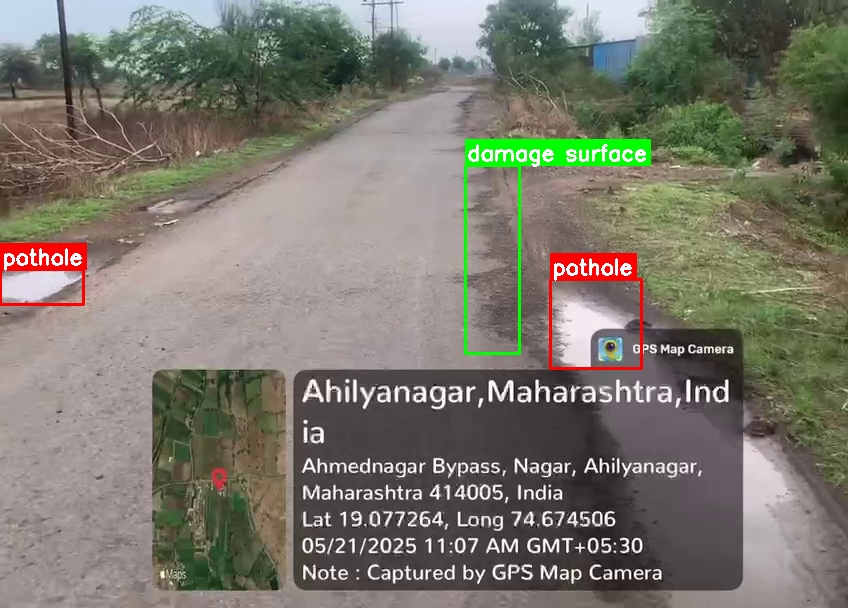 damage surface
pothole
pothole
GPS Map Camera
Ahilyanagar,Maharashtra,Ind
ia
Ahmednagar Bypass, Nagar, Ahilyanagar,
Maharashtra 414005, India
Lat 19.077264, Long 74.674506
05/21/2025 11:07 AM GMT+05:30
Note : Captured by GPS Map Camera
Maps